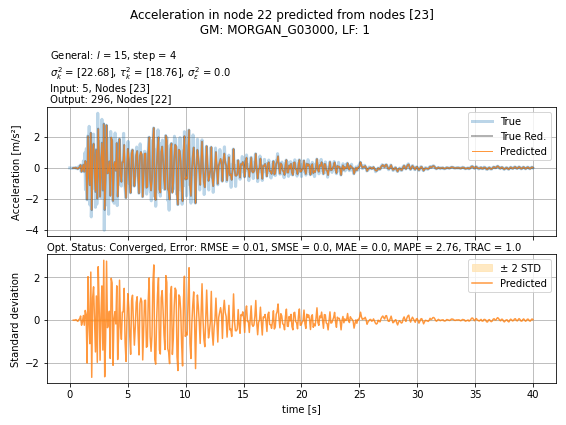 Acceleration in node 22 predicted from nodes [23]
GM: MORGAN_G03000, LF: 1
General: l = 15, step = 4
σ²ₖ = [22.68], τ²ₖ = [18.76], σ²ε = 0.0
Input: 5, Nodes [23]
Output: 296, Nodes [22]
Acceleration [m/s²]
2
0
−2
−4
True
True Red.
Predicted
Opt. Status: Converged, Error: RMSE = 0.01, SMSE = 0.0, MAE = 0.0, MAPE = 2.76, TRAC = 1.0
Standard deviation
2
0
−2
± 2 STD
Predicted
0 5 10 15 20 25 30 35 40
time [s]